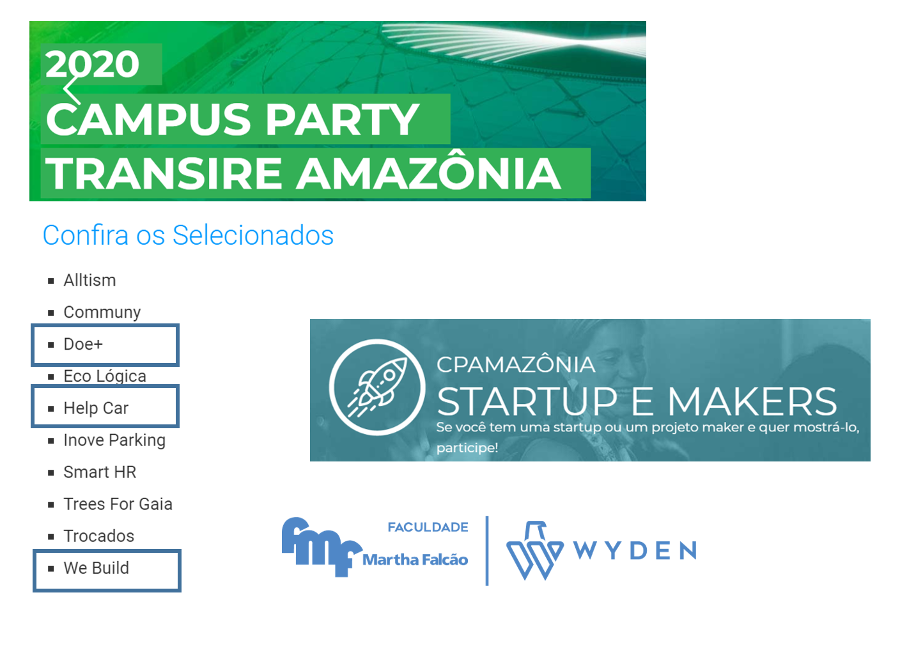 2020
CAMPUS PARTY
TRANSIRE AMAZÔNIA
Confira os Selecionados
Alltism
Communy
Doe+
Eco Lógica
Help Car
Inove Parking
Smart HR
Trees For Gaia
Trocados
We Build
CPAMAZÔNIA
STARTUP E MAKERS
Se você tem uma startup ou um projeto maker e quer mostrá-lo,
participe!
FACULDADE
fmf Martha Falcão
WYDEN